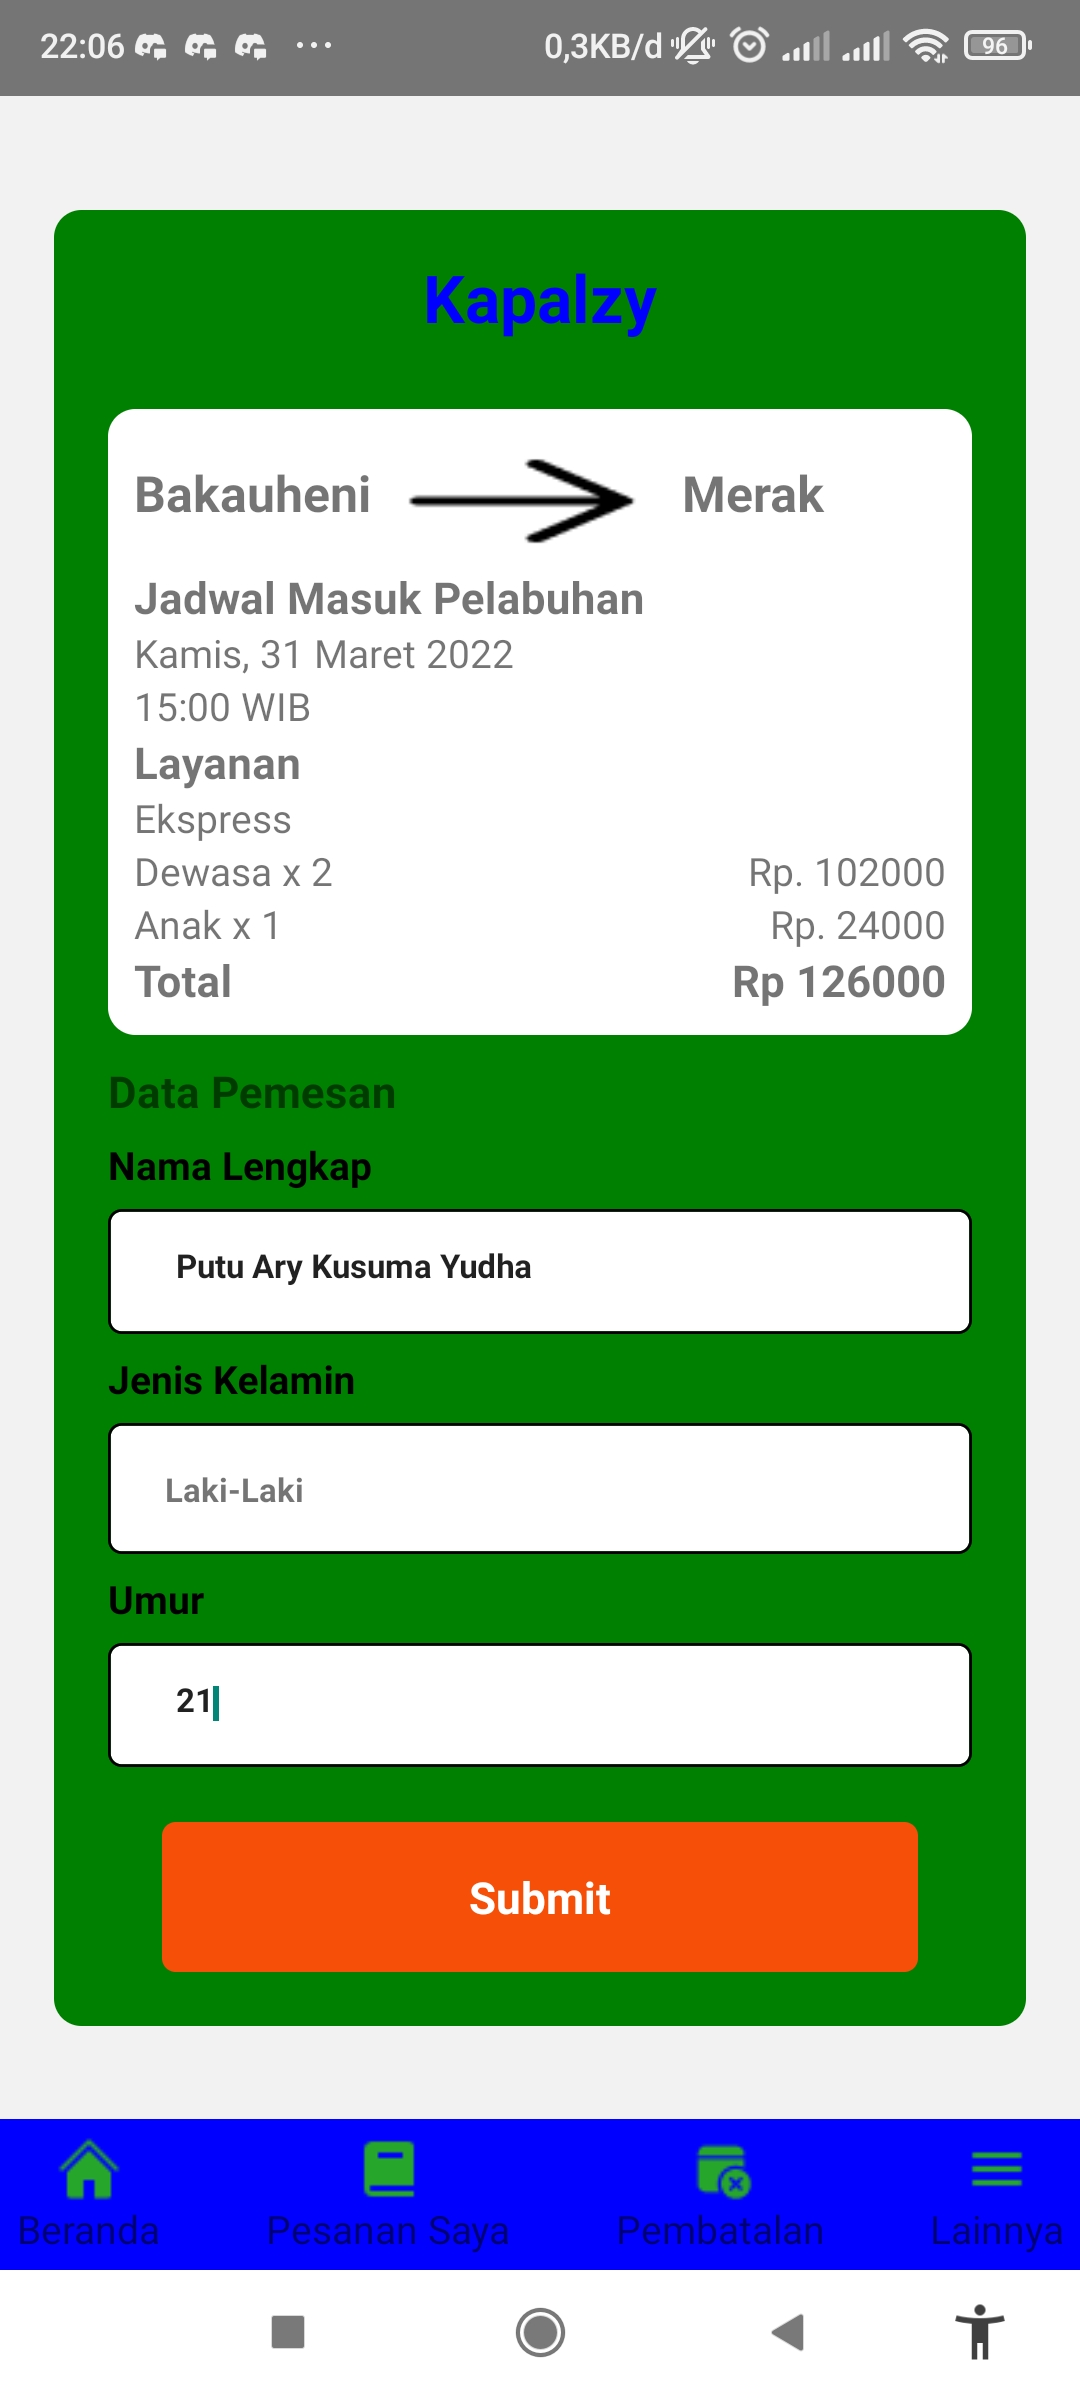 22:06 ... 0,3KB/d 96
Kapalzy
Bakauheni Merak
Jadwal Masuk Pelabuhan
Kamis, 31 Maret 2022
15:00 WIB
Layanan
Ekspress
Dewasa x 2 Rp. 102000
Anak x 1 Rp. 24000
Total Rp 126000
Data Pemesan
Nama Lengkap
Putu Ary Kusuma Yudha
Jenis Kelamin
Laki-Laki
Umur
21
Submit
Beranda Pesanan Saya Pembatalan Lainnya